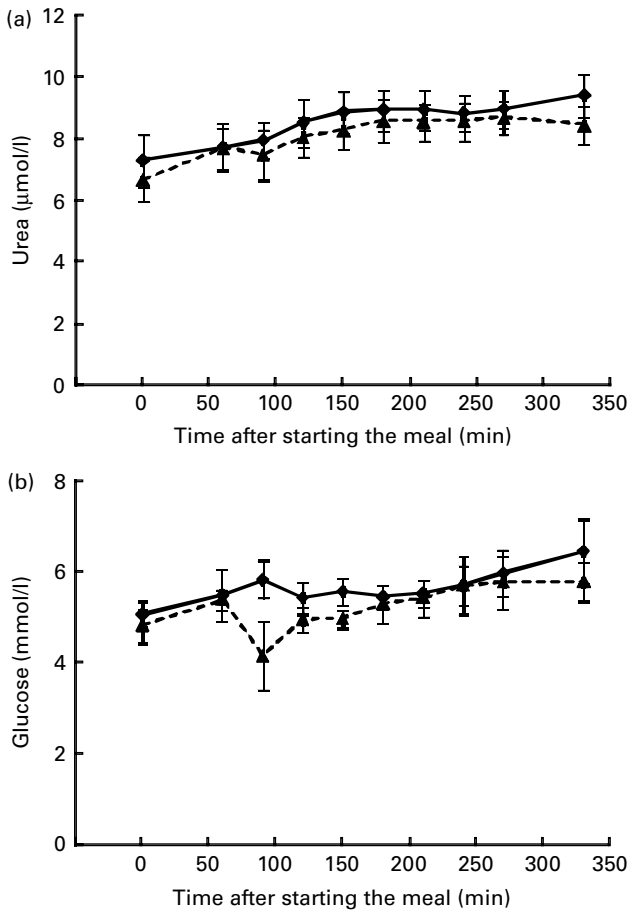 (a)
12
10
8
6
4
2
0
Urea (μmol/l)
0 50 100 150 200 250 300 350
Time after starting the meal (min)
(b)
8
6
4
2
0
Glucose (mmol/l)
0 50 100 150 200 250 300 350
Time after starting the meal (min)